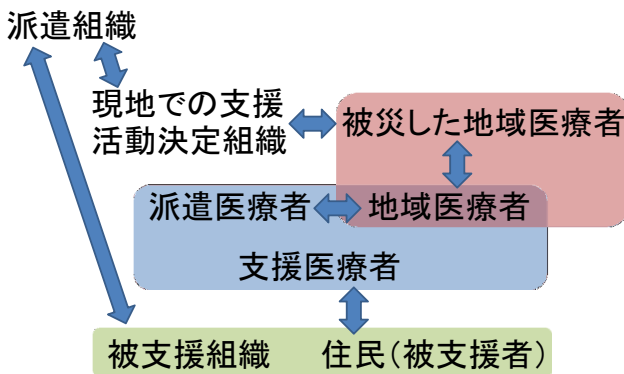 派遣組織
現地での支援
活動決定組織
被災した地域医療者
派遣医療者
地域医療者
支援医療者
被支援組織
住民(被支援者)